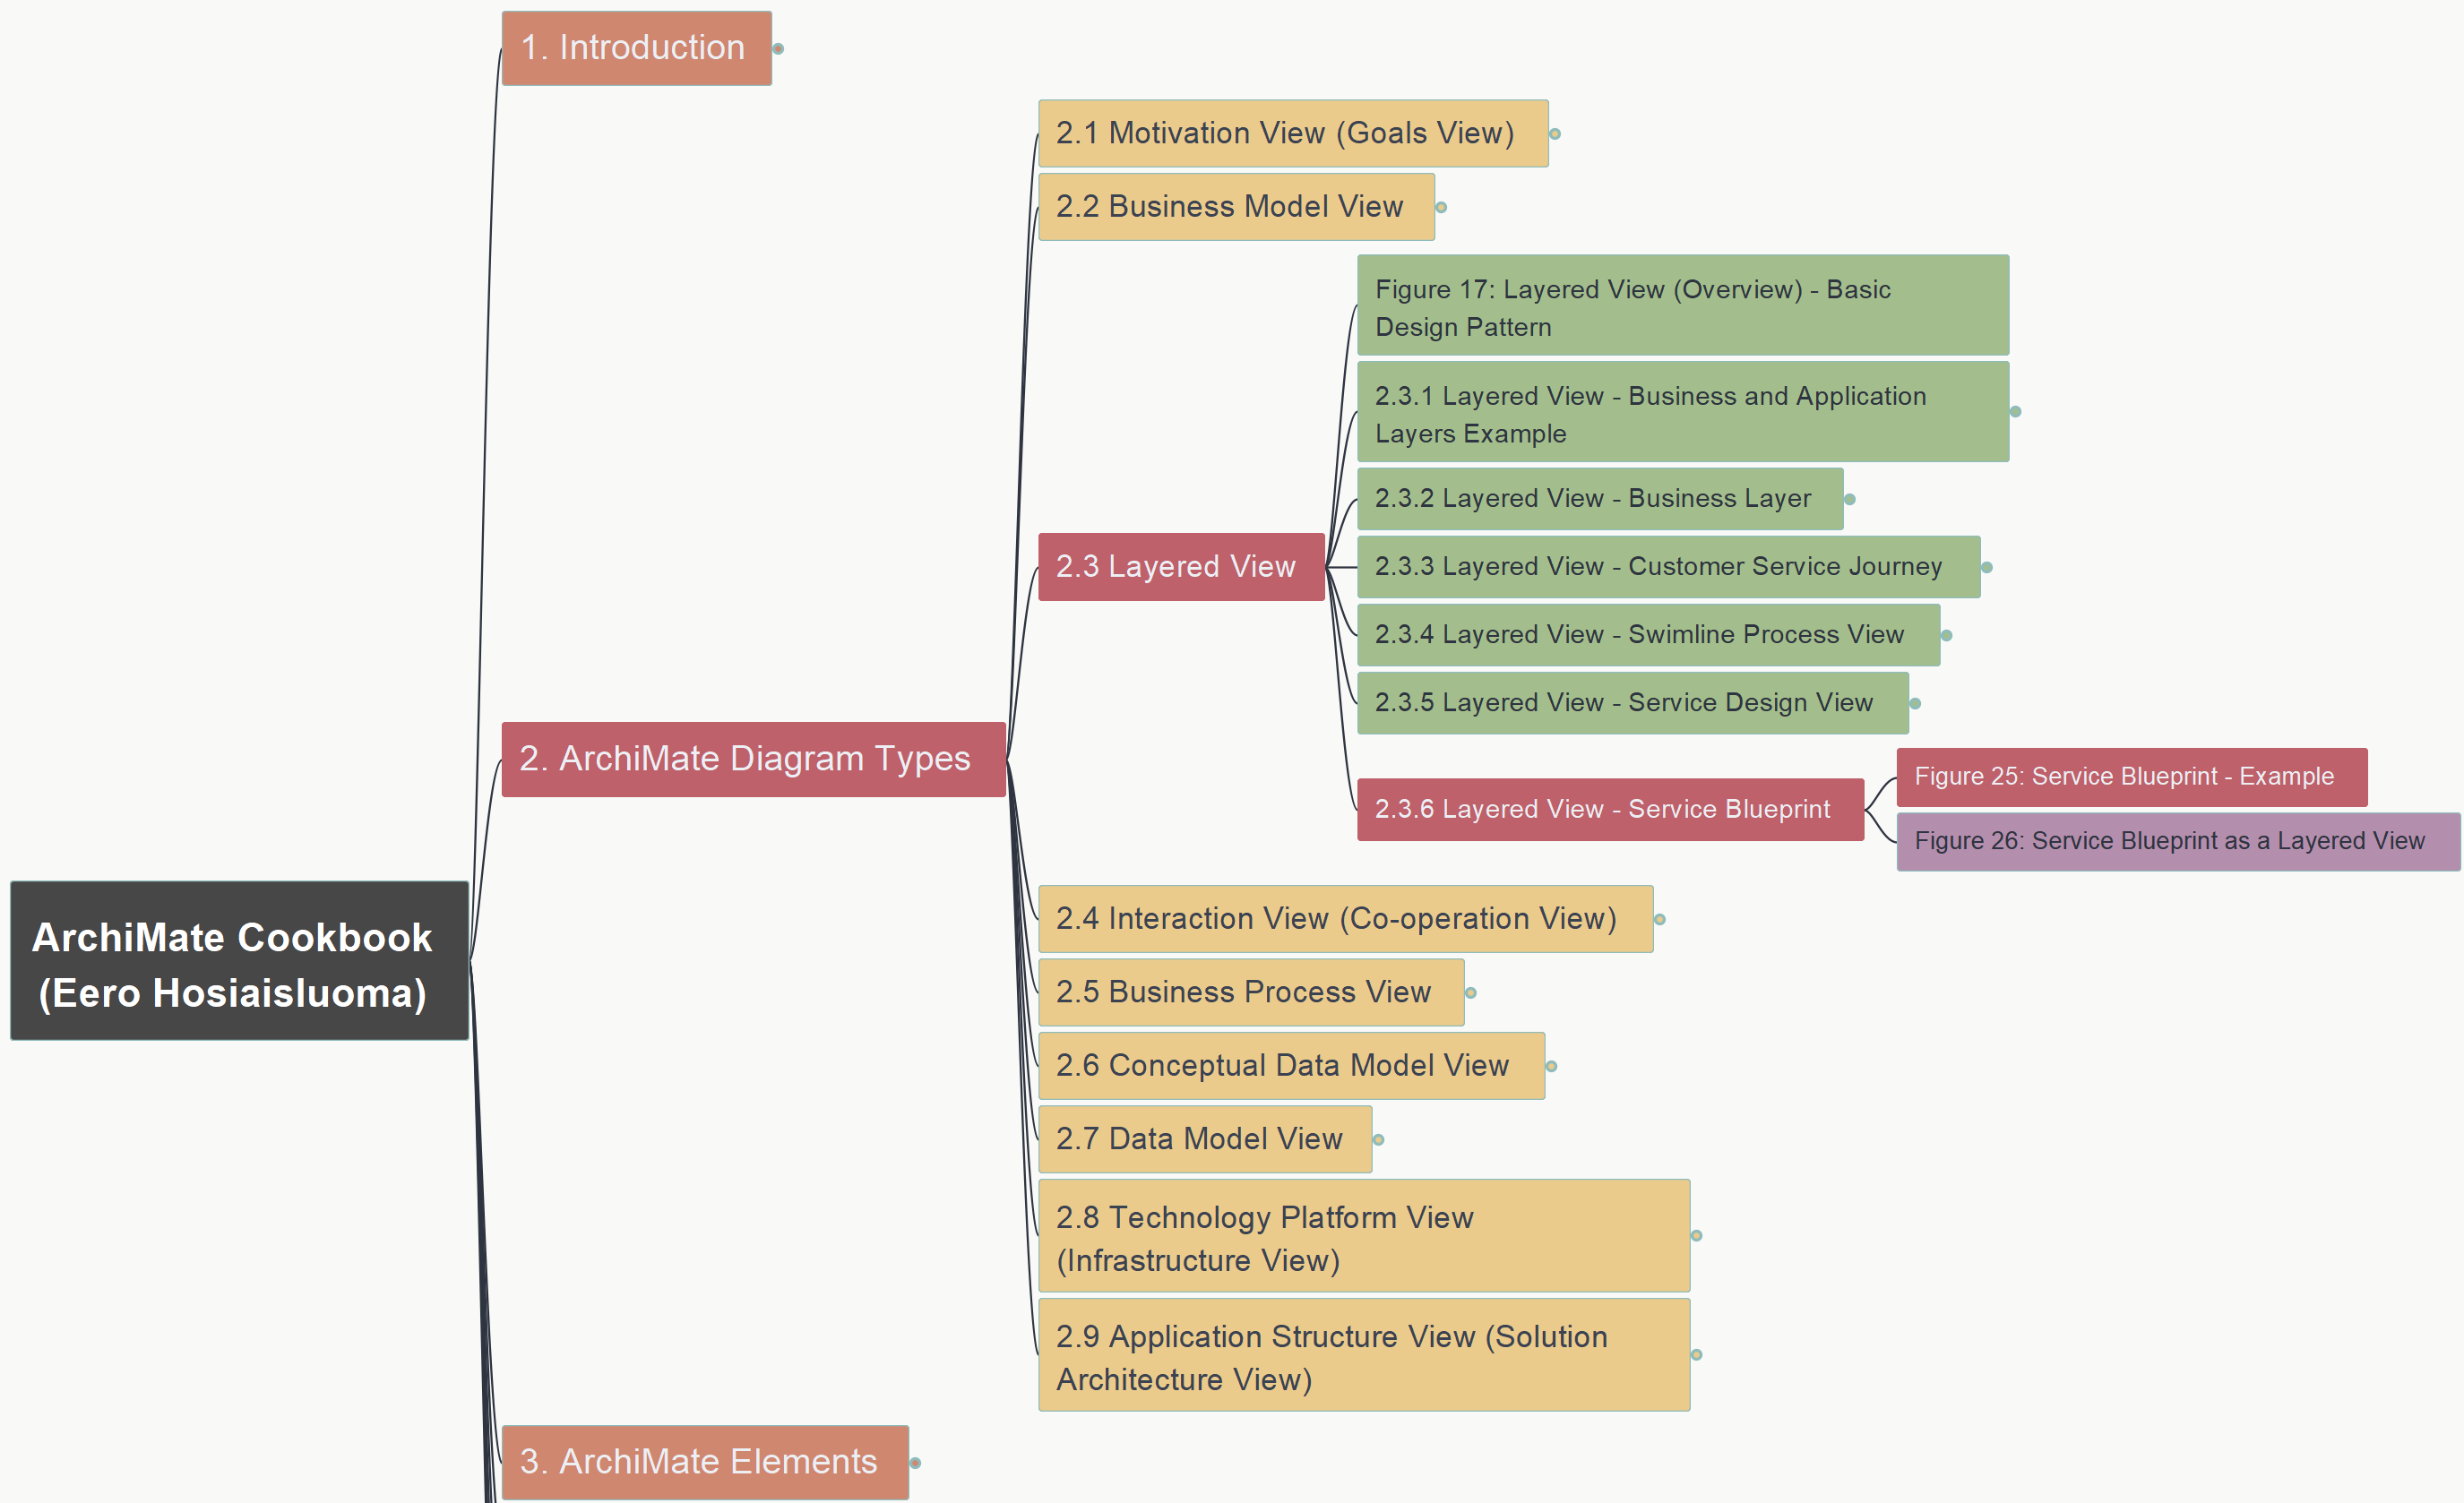 1. Introduction
2.1 Motivation View (Goals View)
2.2 Business Model View
Figure 17: Layered View (Overview) - Basic
Design Pattern
2.3.1 Layered View - Business and Application
Layers Example
2.3.2 Layered View - Business Layer
2.3 Layered View
2.3.3 Layered View - Customer Service Journey
2.3.4 Layered View - Swimline Process View
2.3.5 Layered View - Service Design View
2. ArchiMate Diagram Types
2.3.6 Layered View - Service Blueprint
Figure 25: Service Blueprint - Example
Figure 26: Service Blueprint as a Layered View
ArchiMate Cookbook
(Eero Hosiaisluoma)
2.4 Interaction View (Co-operation View)
2.5 Business Process View
2.6 Conceptual Data Model View
2.7 Data Model View
2.8 Technology Platform View
(Infrastructure View)
2.9 Application Structure View (Solution
Architecture View)
3. ArchiMate Elements